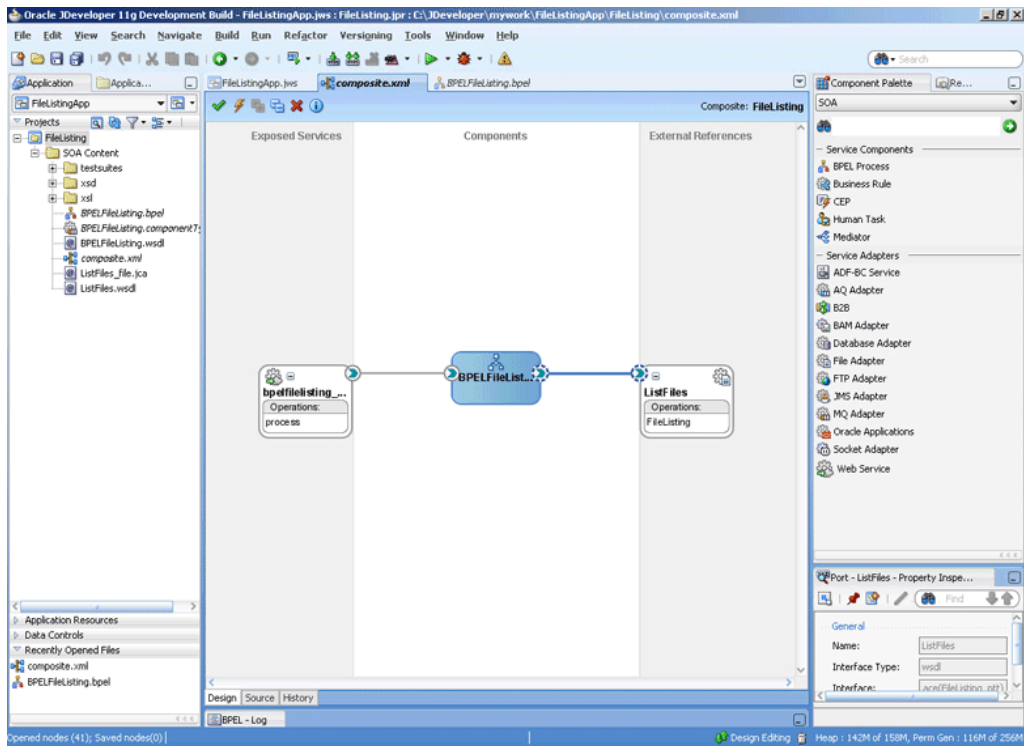 Oracle JDeveloper 11g Development Build - FileListingApp.jws : FileListing.jpr : C:\JDeveloper\mywork\FileListingApp\FileListing\composite.xml
File Edit View Search Navigate Build Run Refactor Versioning Tools Window Help
Search
Application
Applica...
FileListingApp
Projects
FileListing
SOA Content
testsuites
xsd
xsl
BPELFileListing.bpel
BPELFileListing.componentTy
BPELFileListing.wsdl
composite.xml
ListFiles_file.jca
ListFiles.wsdl
Application Resources
Data Controls
Recently Opened Files
composite.xml
BPELFileListing.bpel
FileListingApp.jws
composite.xml
BPELFileListing.bpel
Composite: FileListing
Exposed Services
Components
External References
bpelfilelisting_...
Operations:
process
BPELFileList...
ListFiles
Operations:
FileListing
Design Source History
BPEL - Log
Component Palette
Re...
SOA
Service Components
BPEL Process
Business Rule
CEP
Human Task
Mediator
Service Adapters
ADF-BC Service
AQ Adapter
B2B
BAM Adapter
Database Adapter
File Adapter
FTP Adapter
JMS Adapter
MQ Adapter
Oracle Applications
Socket Adapter
Web Service
Port - ListFiles - Property Inspe...
Find
General
Name: ListFiles
Interface Type: wsdl
Interface: ace(FileListing_ptt)
Opened nodes (41); Saved nodes(0)
Design Editing
Heap : 142M of 158M, Perm Gen : 116M of 256M